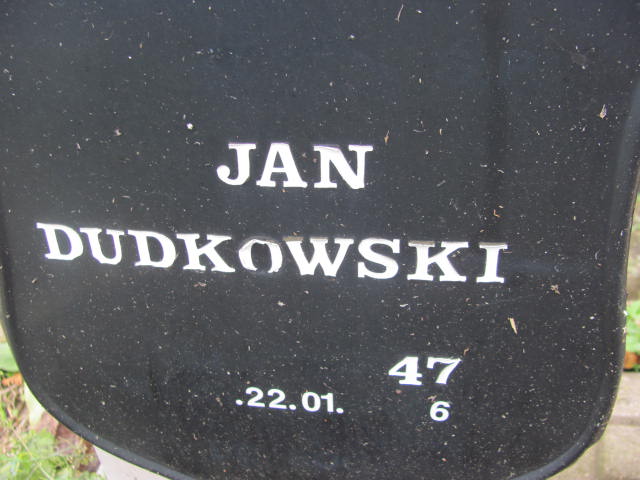 JAN
DUDKOWSKI
47
.22.01. 6